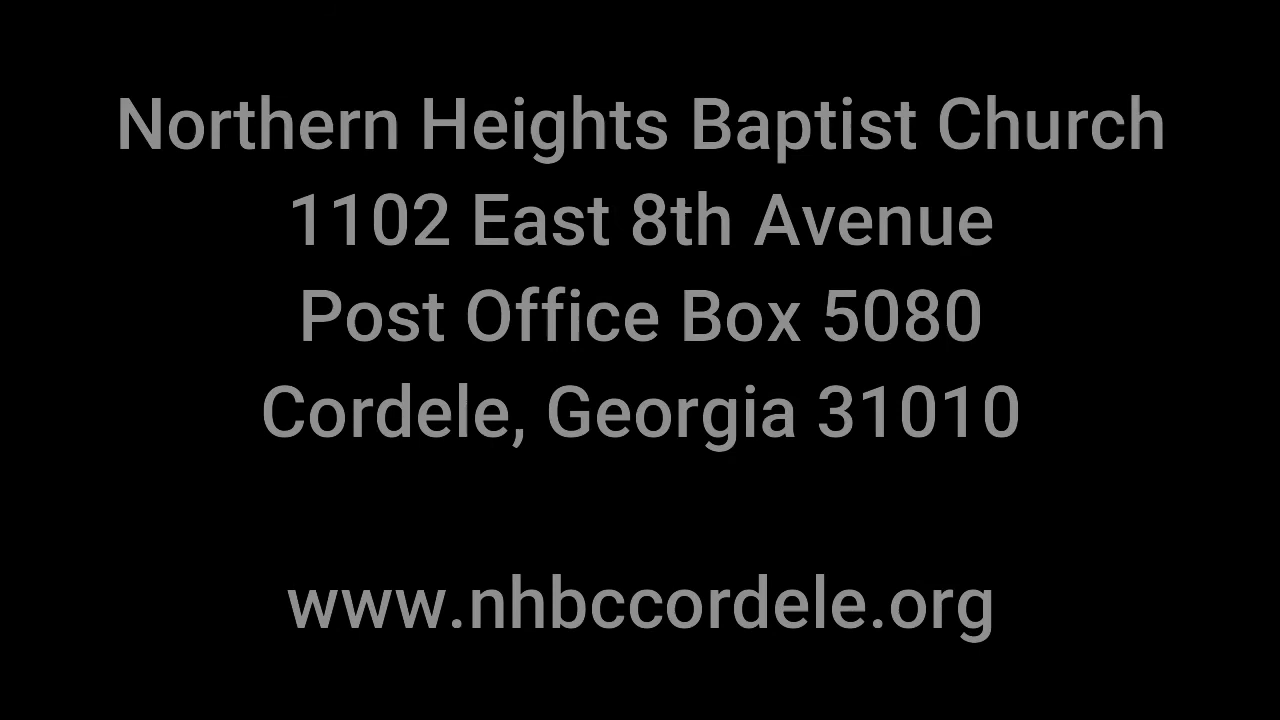 Northern Heights Baptist Church
1102 East 8th Avenue
Post Office Box 5080
Cordele, Georgia 31010
www.nhbccordele.org